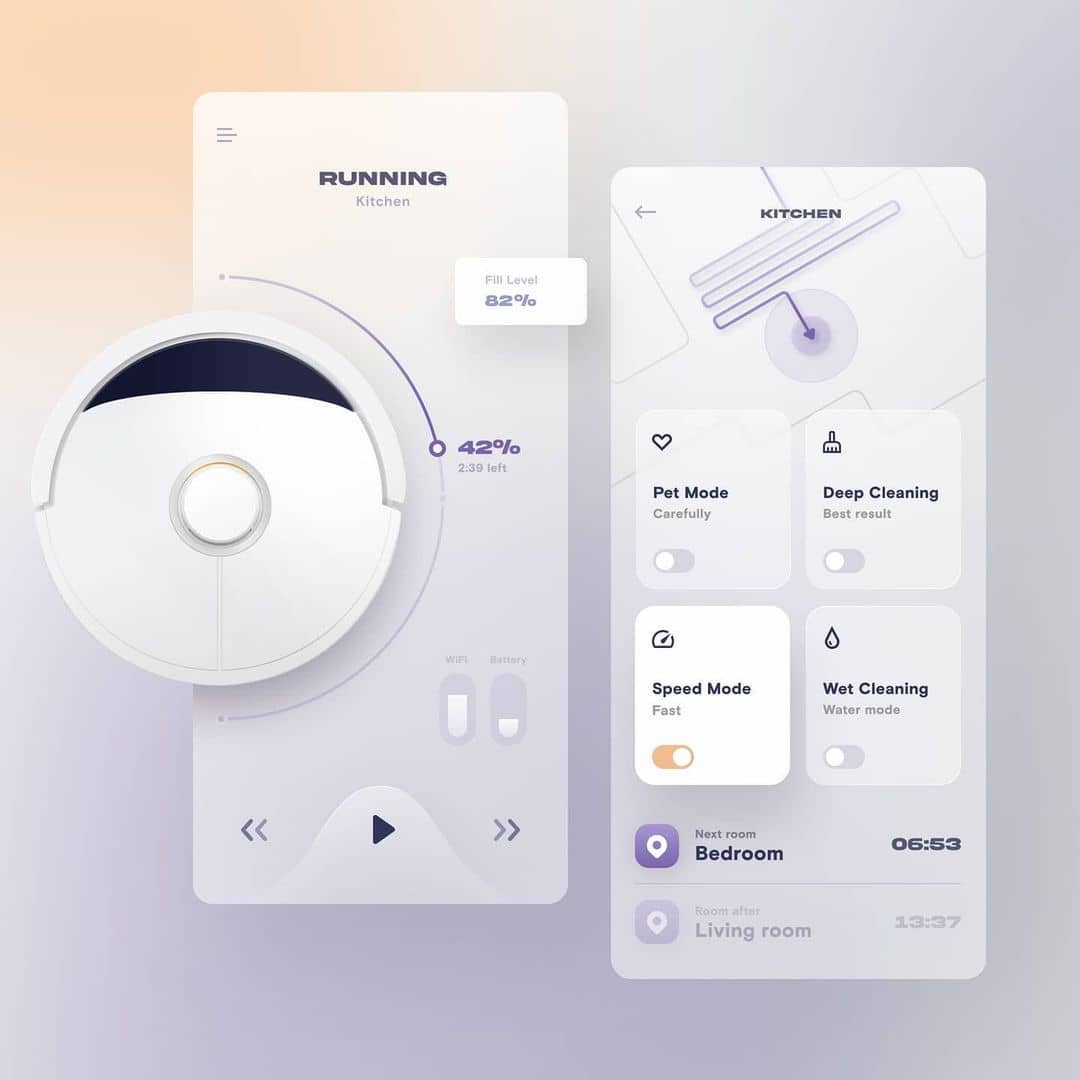 RUNNING
Kitchen
Fill Level
82%
42%
2:39 left
WiFi
Battery
KITCHEN
Pet Mode
Carefully
Deep Cleaning
Best result
Speed Mode
Fast
Wet Cleaning
Water mode
Next room
Bedroom
06:53
Room after
Living room
13:37